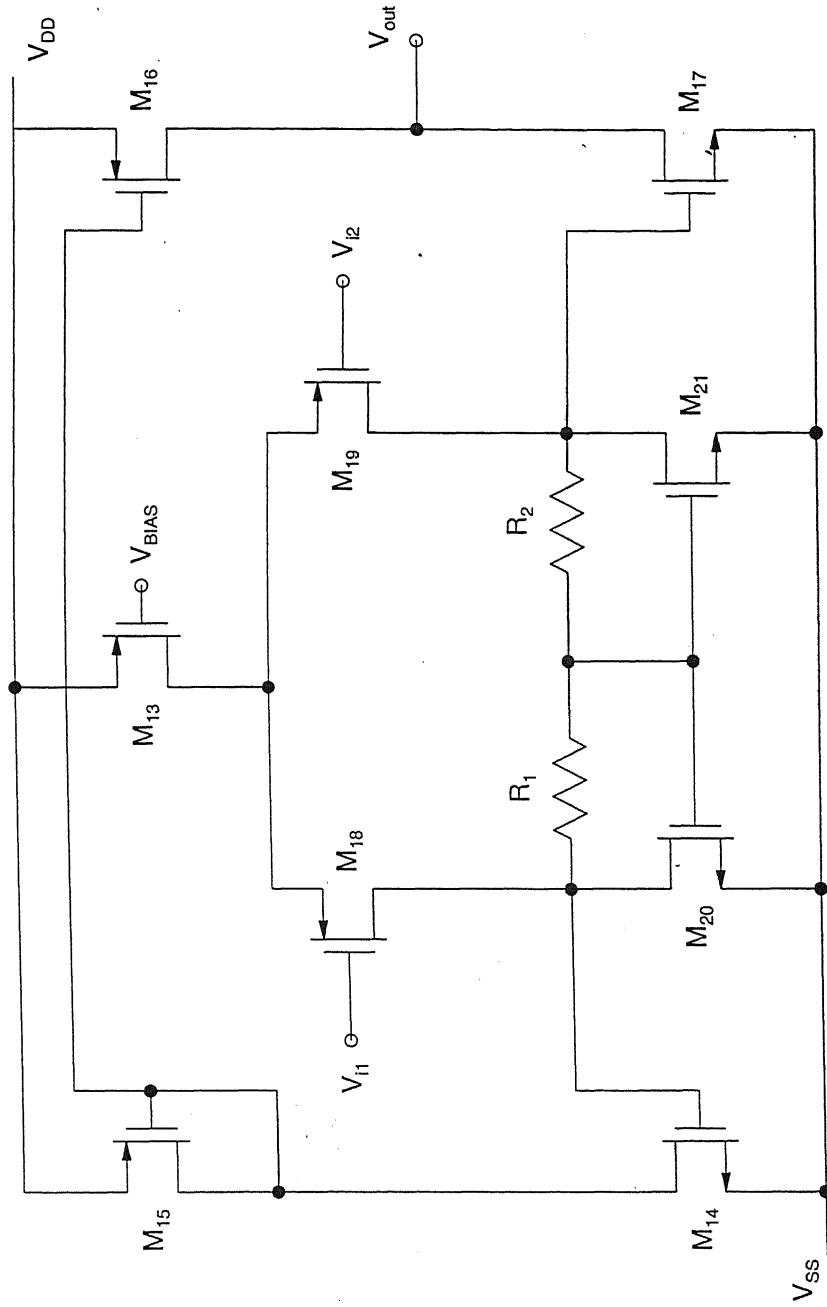 V_DD
M_16
V_out
M_17
V_i2
M_19
M_21
V_BIAS
R_2
M_13
R_1
M_18
M_20
V_i1
M_15
M_14
V_SS